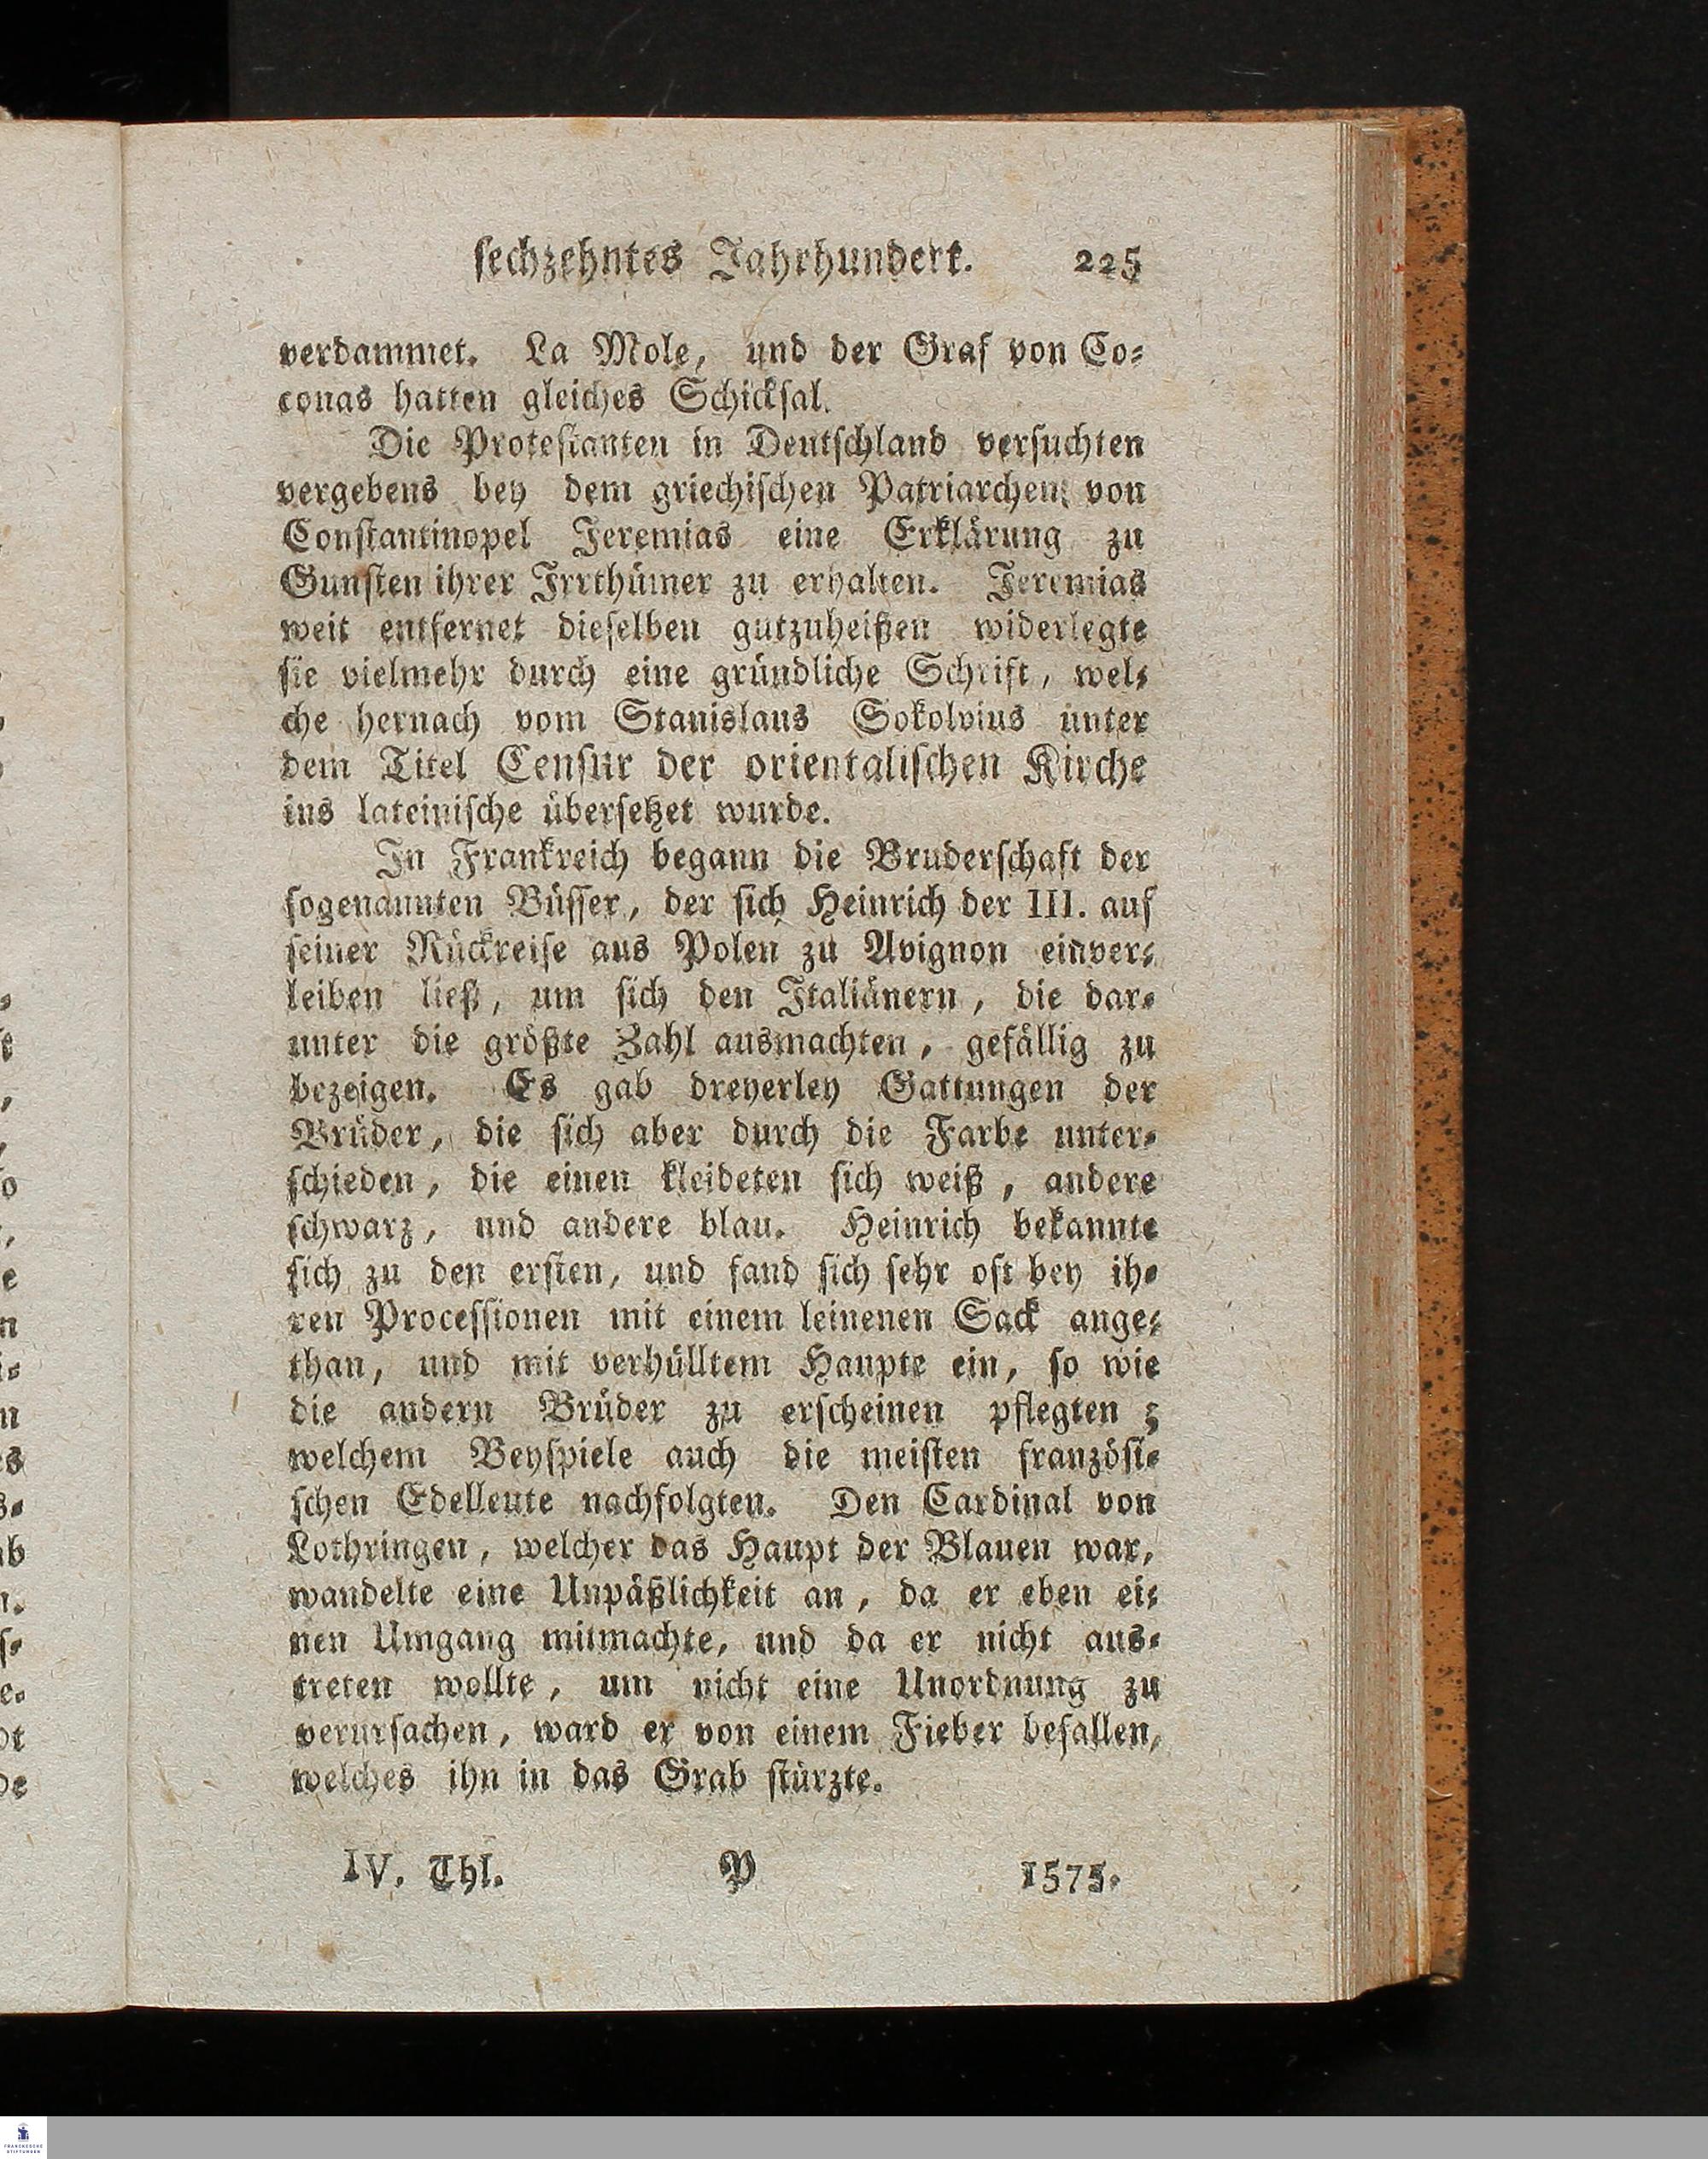 sechzehntes Jahrhundert. 225
verdammet. La Mole, und der Graf von Co-
conas hatten gleiches Schicksal.
Die Protestanten in Deutschland versuchten
vergebens bey dem griechischen Patriarchen von
Constantinopel Jeremias eine Erklärung zu
Gunsten ihrer Irrthümer zu erhalten. Jeremias
weit entfernet dieselben gutzuheißen widerlegte
sie vielmehr durch eine gründliche Schrift, wel-
che hernach vom Stanislaus Sokolvius unter
dem Titel Censur der orientalischen Kirche
ins lateinische übersetzet wurde.
In Frankreich begann die Bruderschaft der
sogenannten Büsser, der sich Heinrich der III. auf
seiner Rückreise aus Polen zu Avignon einver-
leiben ließ, um sich den Italiänern, die dar-
unter die größte Zahl ausmachten, gefällig zu
bezeigen. Es gab dreyerley Gattungen der
Brüder, die sich aber durch die Farbe unter-
schieden, die einen kleideten sich weiß, andere
schwarz, und andere blau. Heinrich bekannte
sich zu den ersten, und fand sich sehr oft bey ih-
ren Processionen mit einem leinenen Sack ange-
than, und mit verhülltem Haupte ein, so wie
die andern Brüder zu erscheinen pflegten;
welchem Beyspiele auch die meisten französi-
schen Edelleute nachfolgten. Den Cardinal von
Lothringen, welcher das Haupt der Blauen war,
wandelte eine Unpäßlichkeit an, da er eben ei-
nen Umgang mitmachte, und da er nicht aus-
treten wollte, um nicht eine Unordnung zu
verursachen, ward er von einem Fieber befallen,
welches ihn in das Grab stürzte.
IV. Thl. P 1575.
FRANCKESCHE
STIFTUNGEN